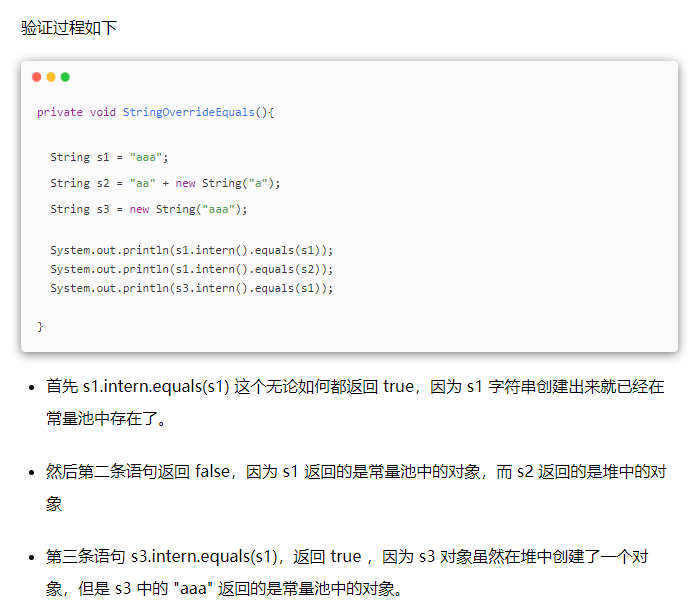 验证过程如下
private void StringOverrideEquals(){
String s1 = "aaa";
String s2 = "aa" + new String("a");
String s3 = new String("aaa");
System.out.println(s1.intern().equals(s1));
System.out.println(s1.intern().equals(s2));
System.out.println(s3.intern().equals(s1));
}
首先 s1.intern.equals(s1) 这个无论如何都返回 true，因为 s1 字符串创建出来就已经在
常量池中存在了。
然后第二条语句返回 false，因为 s1 返回的是常量池中的对象，而 s2 返回的是堆中的对
象
第三条语句 s3.intern.equals(s1)，返回 true ，因为 s3 对象虽然在堆中创建了一个对
象，但是 s3 中的 "aaa" 返回的是常量池中的对象。